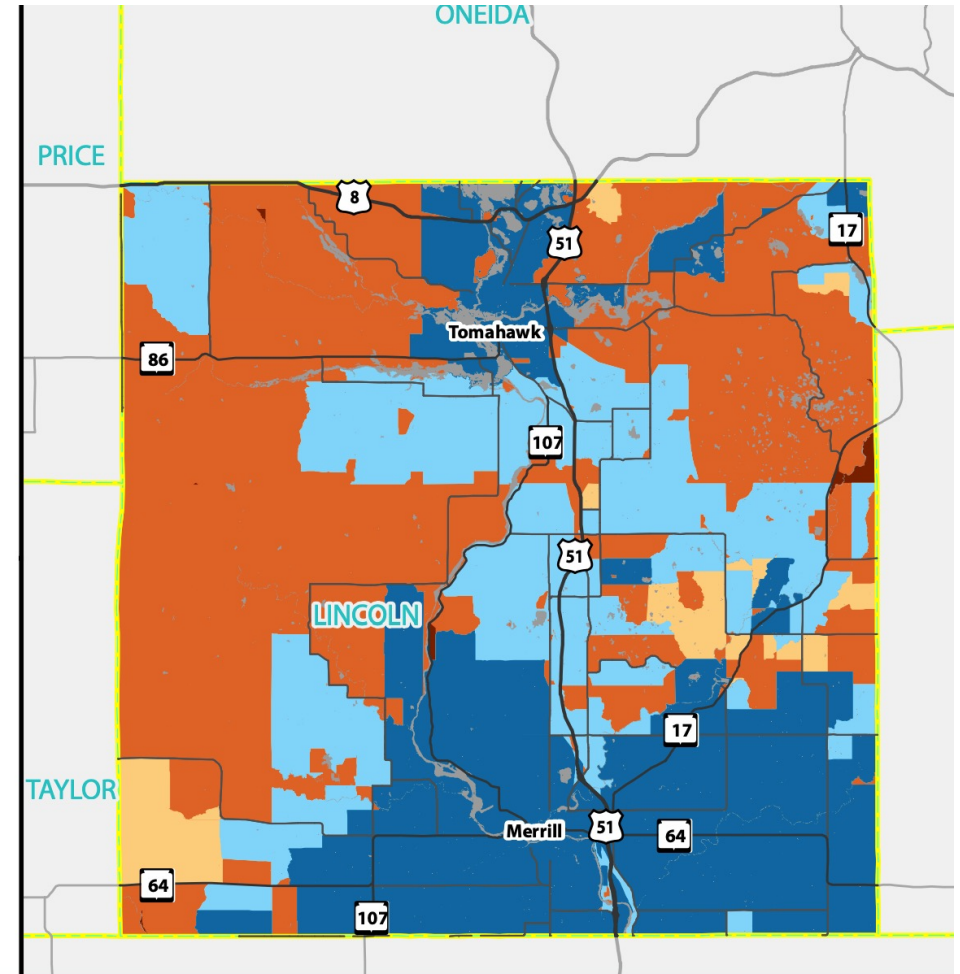 ONEIDA
PRICE
8
17
51
Tomahawk
86
107
51
LINCOLN
17
TAYLOR
Merrill
51
64
64
107